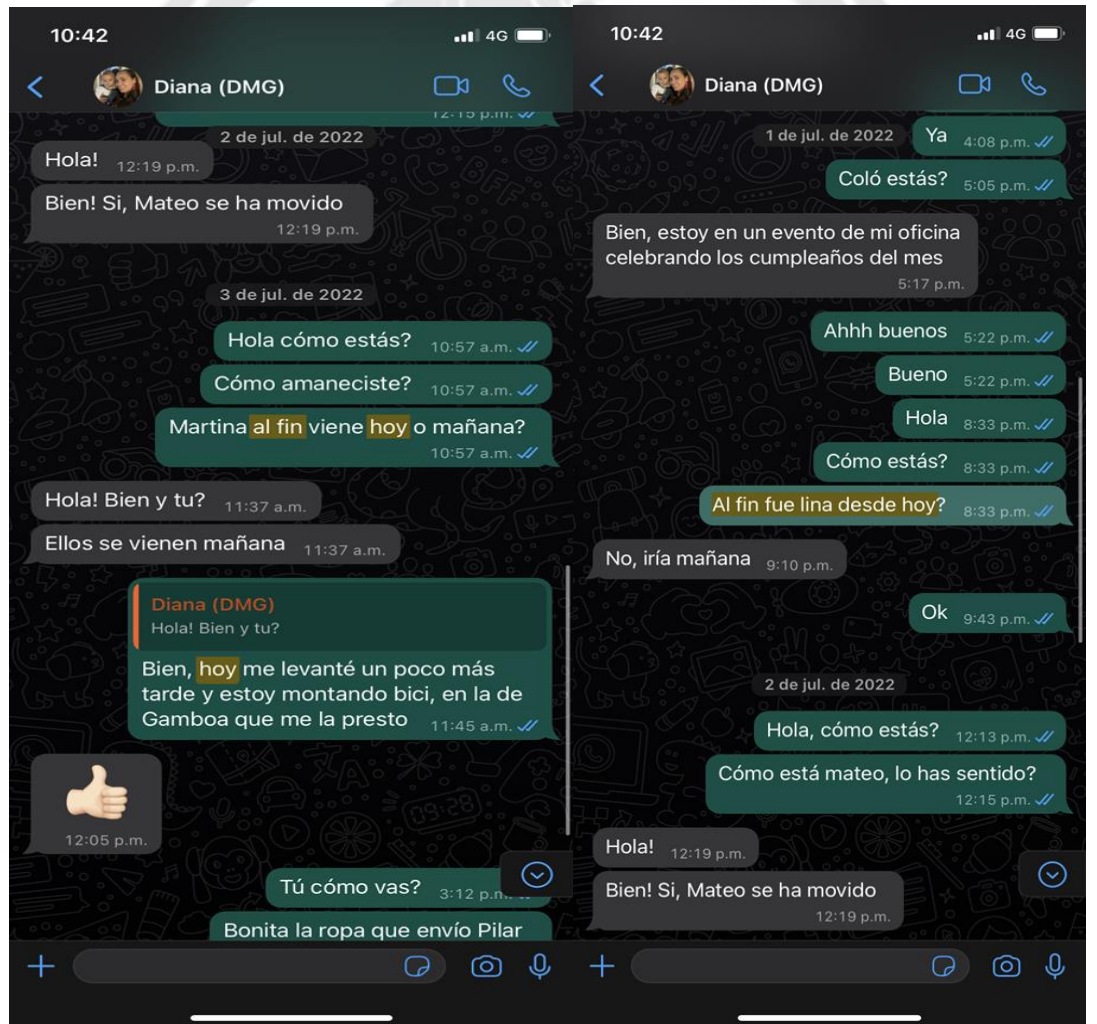 10:42
4G
Diana (DMG)
12:15 p.m.
2 de jul. de 2022
Hola! 12:19 p.m.
Bien! Si, Mateo se ha movido
12:19 p.m.
3 de jul. de 2022
Hola cómo estás? 10:57 a.m.
Cómo amaneciste? 10:57 a.m.
Martina al fin viene hoy o mañana?
10:57 a.m.
Hola! Bien y tu? 11:37 a.m.
Ellos se vienen mañana 11:37 a.m.
Diana (DMG)
Hola! Bien y tu?
Bien, hoy me levanté un poco más
tarde y estoy montando bici, en la de
Gamboa que me la presto 11:45 a.m.
12:05 p.m.
Tú cómo vas? 3:12 p.m.
Bonita la ropa que envío Pilar
10:42
4G
Diana (DMG)
1 de jul. de 2022
Ya 4:08 p.m.
Coló estás? 5:05 p.m.
Bien, estoy en un evento de mi oficina
celebrando los cumpleaños del mes
5:17 p.m.
Ahhh buenos 5:22 p.m.
Bueno 5:22 p.m.
Hola 8:33 p.m.
Cómo estás? 8:33 p.m.
Al fin fue lina desde hoy? 8:33 p.m.
No, iría mañana 9:10 p.m.
Ok 9:43 p.m.
2 de jul. de 2022
Hola, cómo estás? 12:13 p.m.
Cómo está mateo, lo has sentido?
12:15 p.m.
Hola! 12:19 p.m.
Bien! Si, Mateo se ha movido
12:19 p.m.